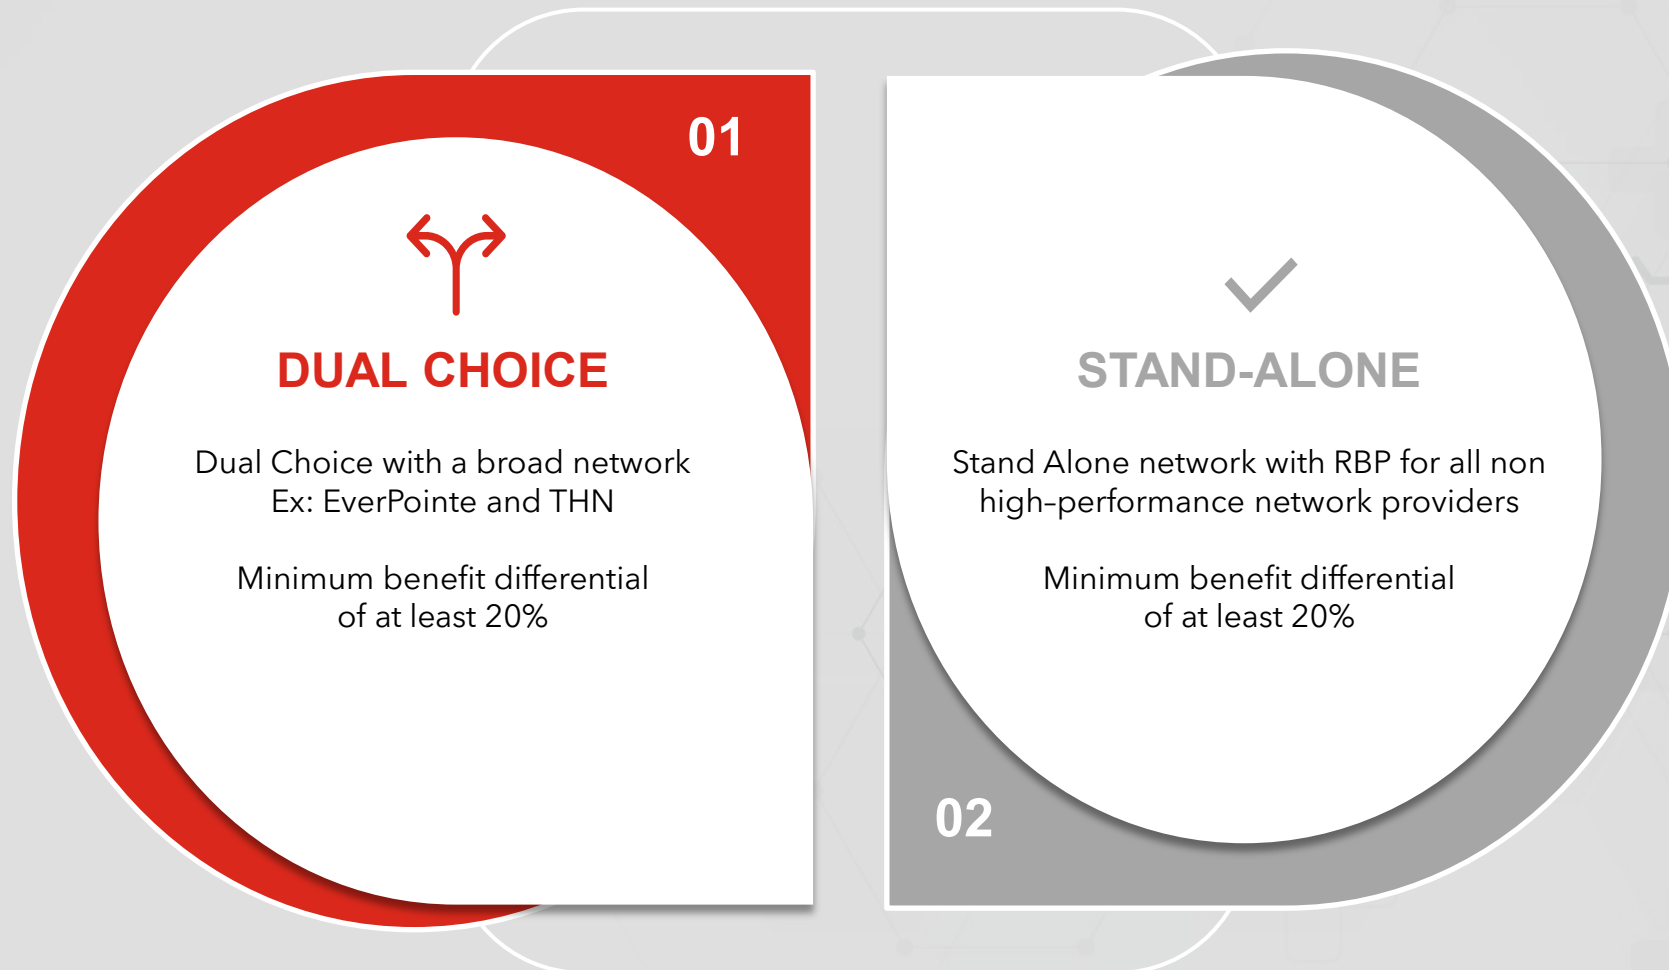 01
DUAL CHOICE
Dual Choice with a broad network
Ex: EverPointe and THN
Minimum benefit differential
of at least 20%
STAND-ALONE
Stand Alone network with RBP for all non
high-performance network providers
Minimum benefit differential
of at least 20%
02